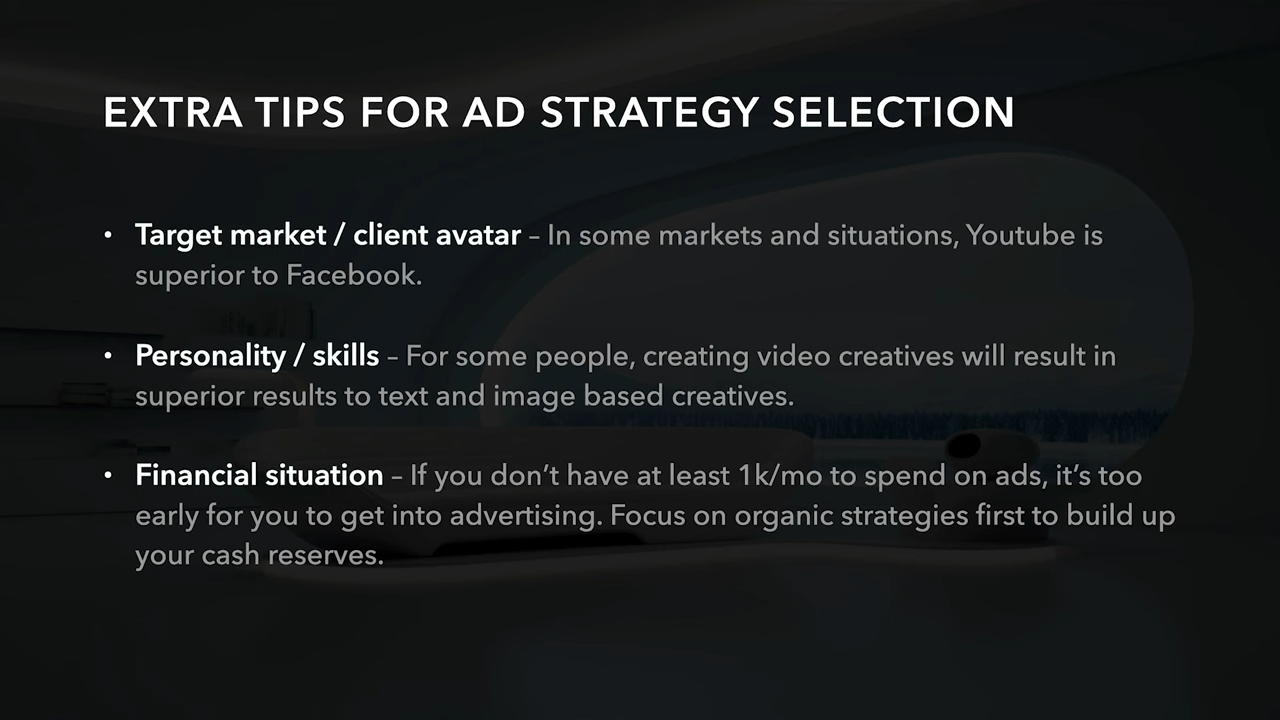 EXTRA TIPS FOR AD STRATEGY SELECTION
• Target market / client avatar – In some markets and situations, Youtube is
superior to Facebook.
• Personality / skills – For some people, creating video creatives will result in
superior results to text and image based creatives.
• Financial situation – If you don’t have at least 1k/mo to spend on ads, it’s too
early for you to get into advertising. Focus on organic strategies first to build up
your cash reserves.